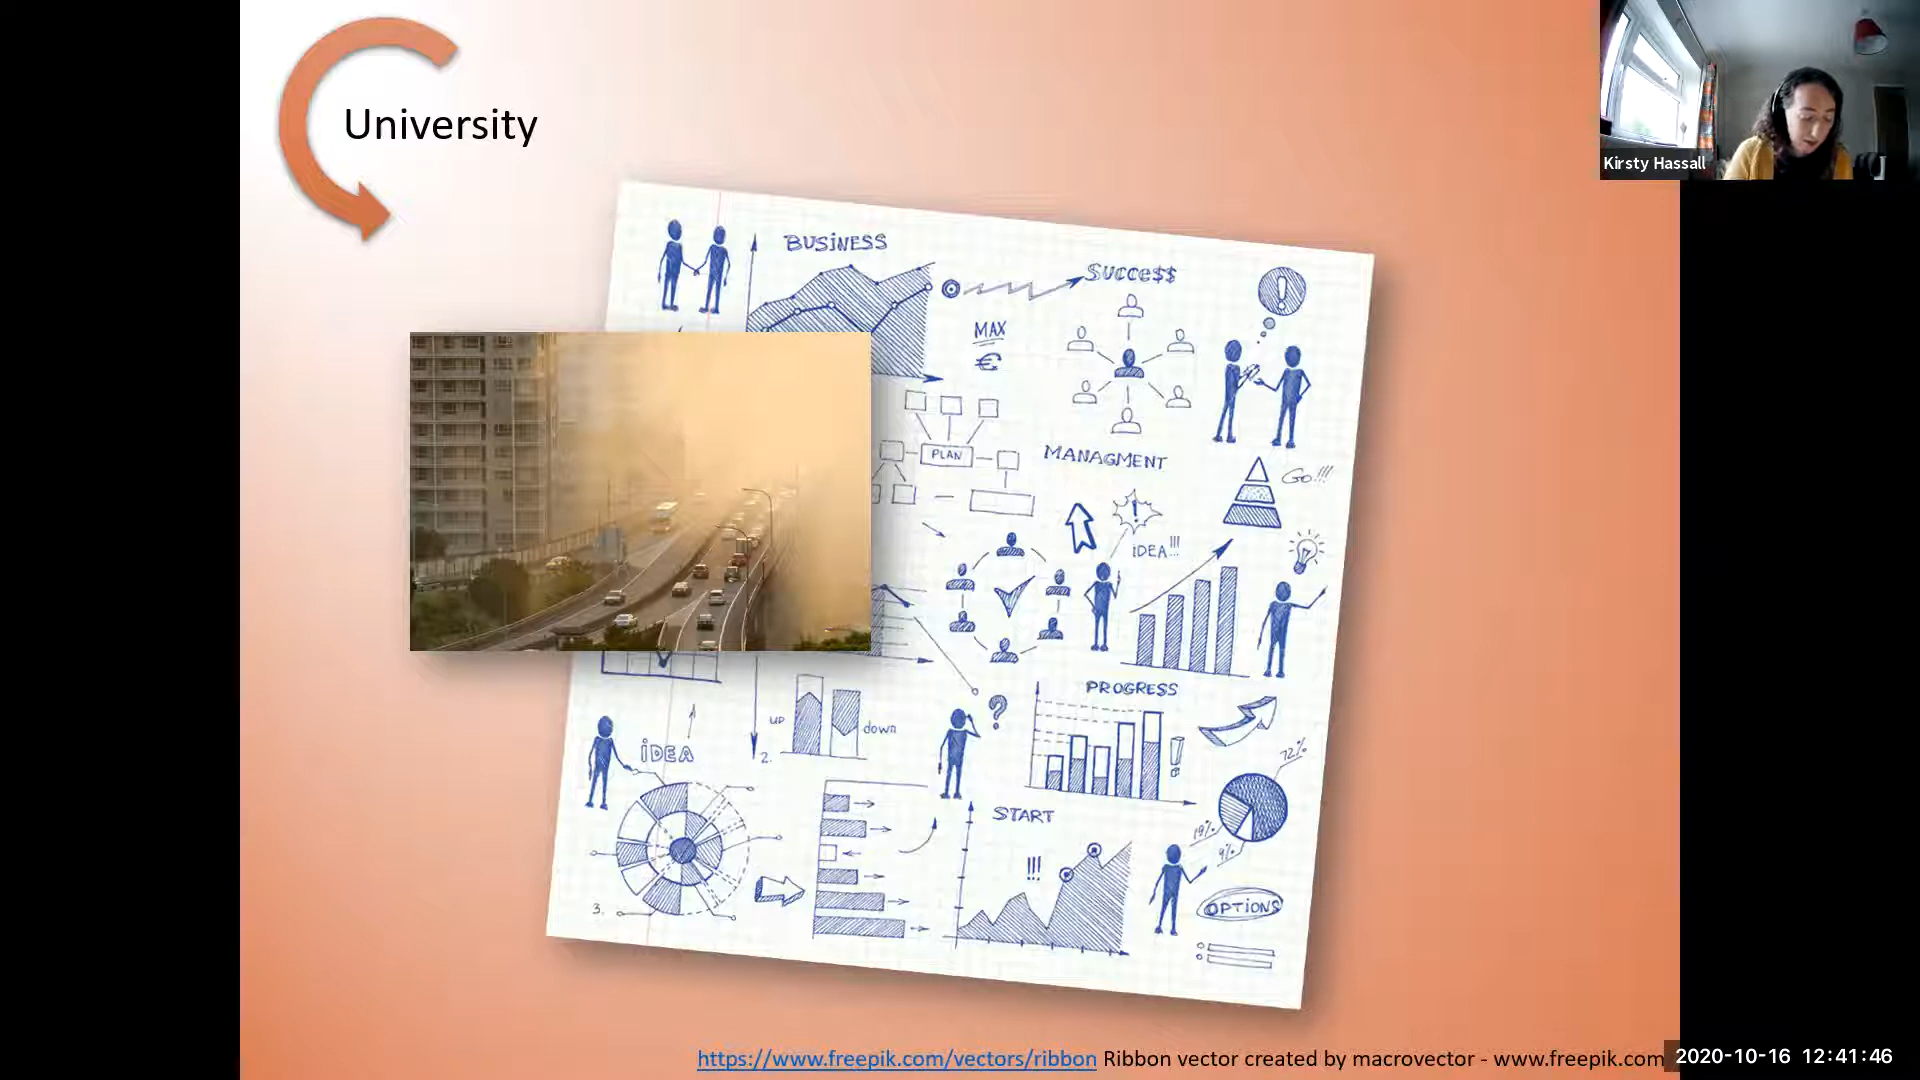 University
Kirsty Hassall
BUSINESS
Succe$$
MAX
€
PLAN
MANAGMENT
Go!!!
!
iDEA!!!
PROGRESS
?
up
down
2.
iDEA
72%
START
!!!
19%
9%
3.
OPTIONS
https://www.freepik.com/vectors/ribbon Ribbon vector created by macrovector - www.freepik.com
2020-10-16 12:41:46